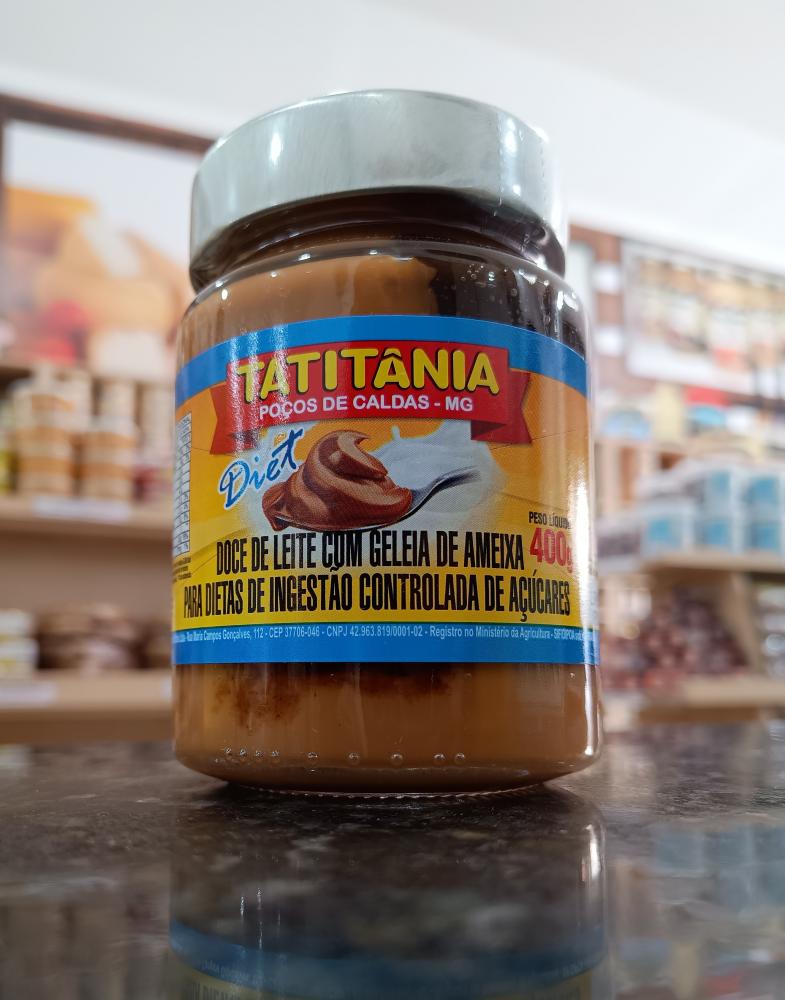 TATITÂNIA
POÇOS DE CALDAS - MG
Diet
PESO LÍQUIDO
400g
DOCE DE LEITE COM GELEIA DE AMEIXA
PARA DIETAS DE INGESTÃO CONTROLADA DE AÇÚCARES
Maria Campos Gonçalves, 112 - CEP 37706-046 - CNPJ 42.963.819/0001-02 - Registro no Ministério da Agricultura - SIF/DIPOA